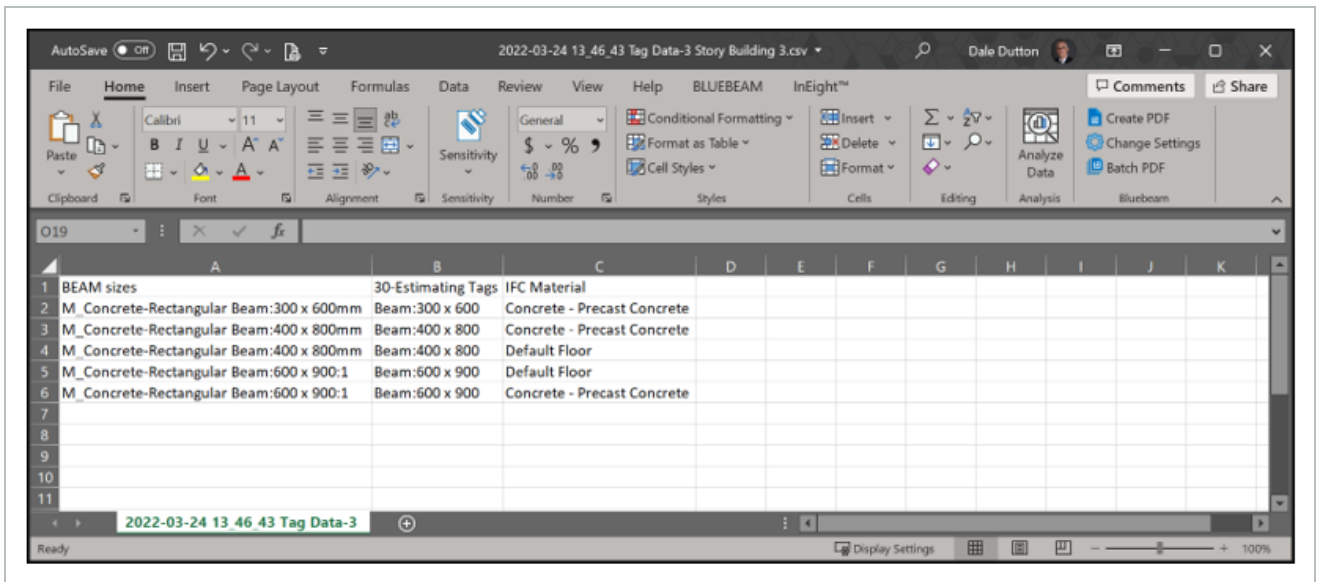 AutoSave Off 2022-03-24 13_46_43 Tag Data-3 Story Building 3.csv Dale Dutton
File Home Insert Page Layout Formulas Data Review View Help BLUEBEAM InEight™ Comments Share
Calibri 11 General Conditional Formatting Insert Create PDF
Format as Table Delete Change Settings
Paste B I U A A Sensitivity $ % Cell Styles Format Analyze Data Batch PDF
Clipboard Font Alignment Sensitivity Number Styles Cells Editing Analysis Bluebeam
O19 fx
A B C D E F G H I J K
1 BEAM sizes 30-Estimating Tags IFC Material
2 M_Concrete-Rectangular Beam:300 x 600mm Beam:300 x 600 Concrete - Precast Concrete
3 M_Concrete-Rectangular Beam:400 x 800mm Beam:400 x 800 Concrete - Precast Concrete
4 M_Concrete-Rectangular Beam:400 x 800mm Beam:400 x 800 Default Floor
5 M_Concrete-Rectangular Beam:600 x 900:1 Beam:600 x 900 Default Floor
6 M_Concrete-Rectangular Beam:600 x 900:1 Beam:600 x 900 Concrete - Precast Concrete
7
8
9
10
11
2022-03-24 13_46_43 Tag Data-3
Ready Display Settings 100%